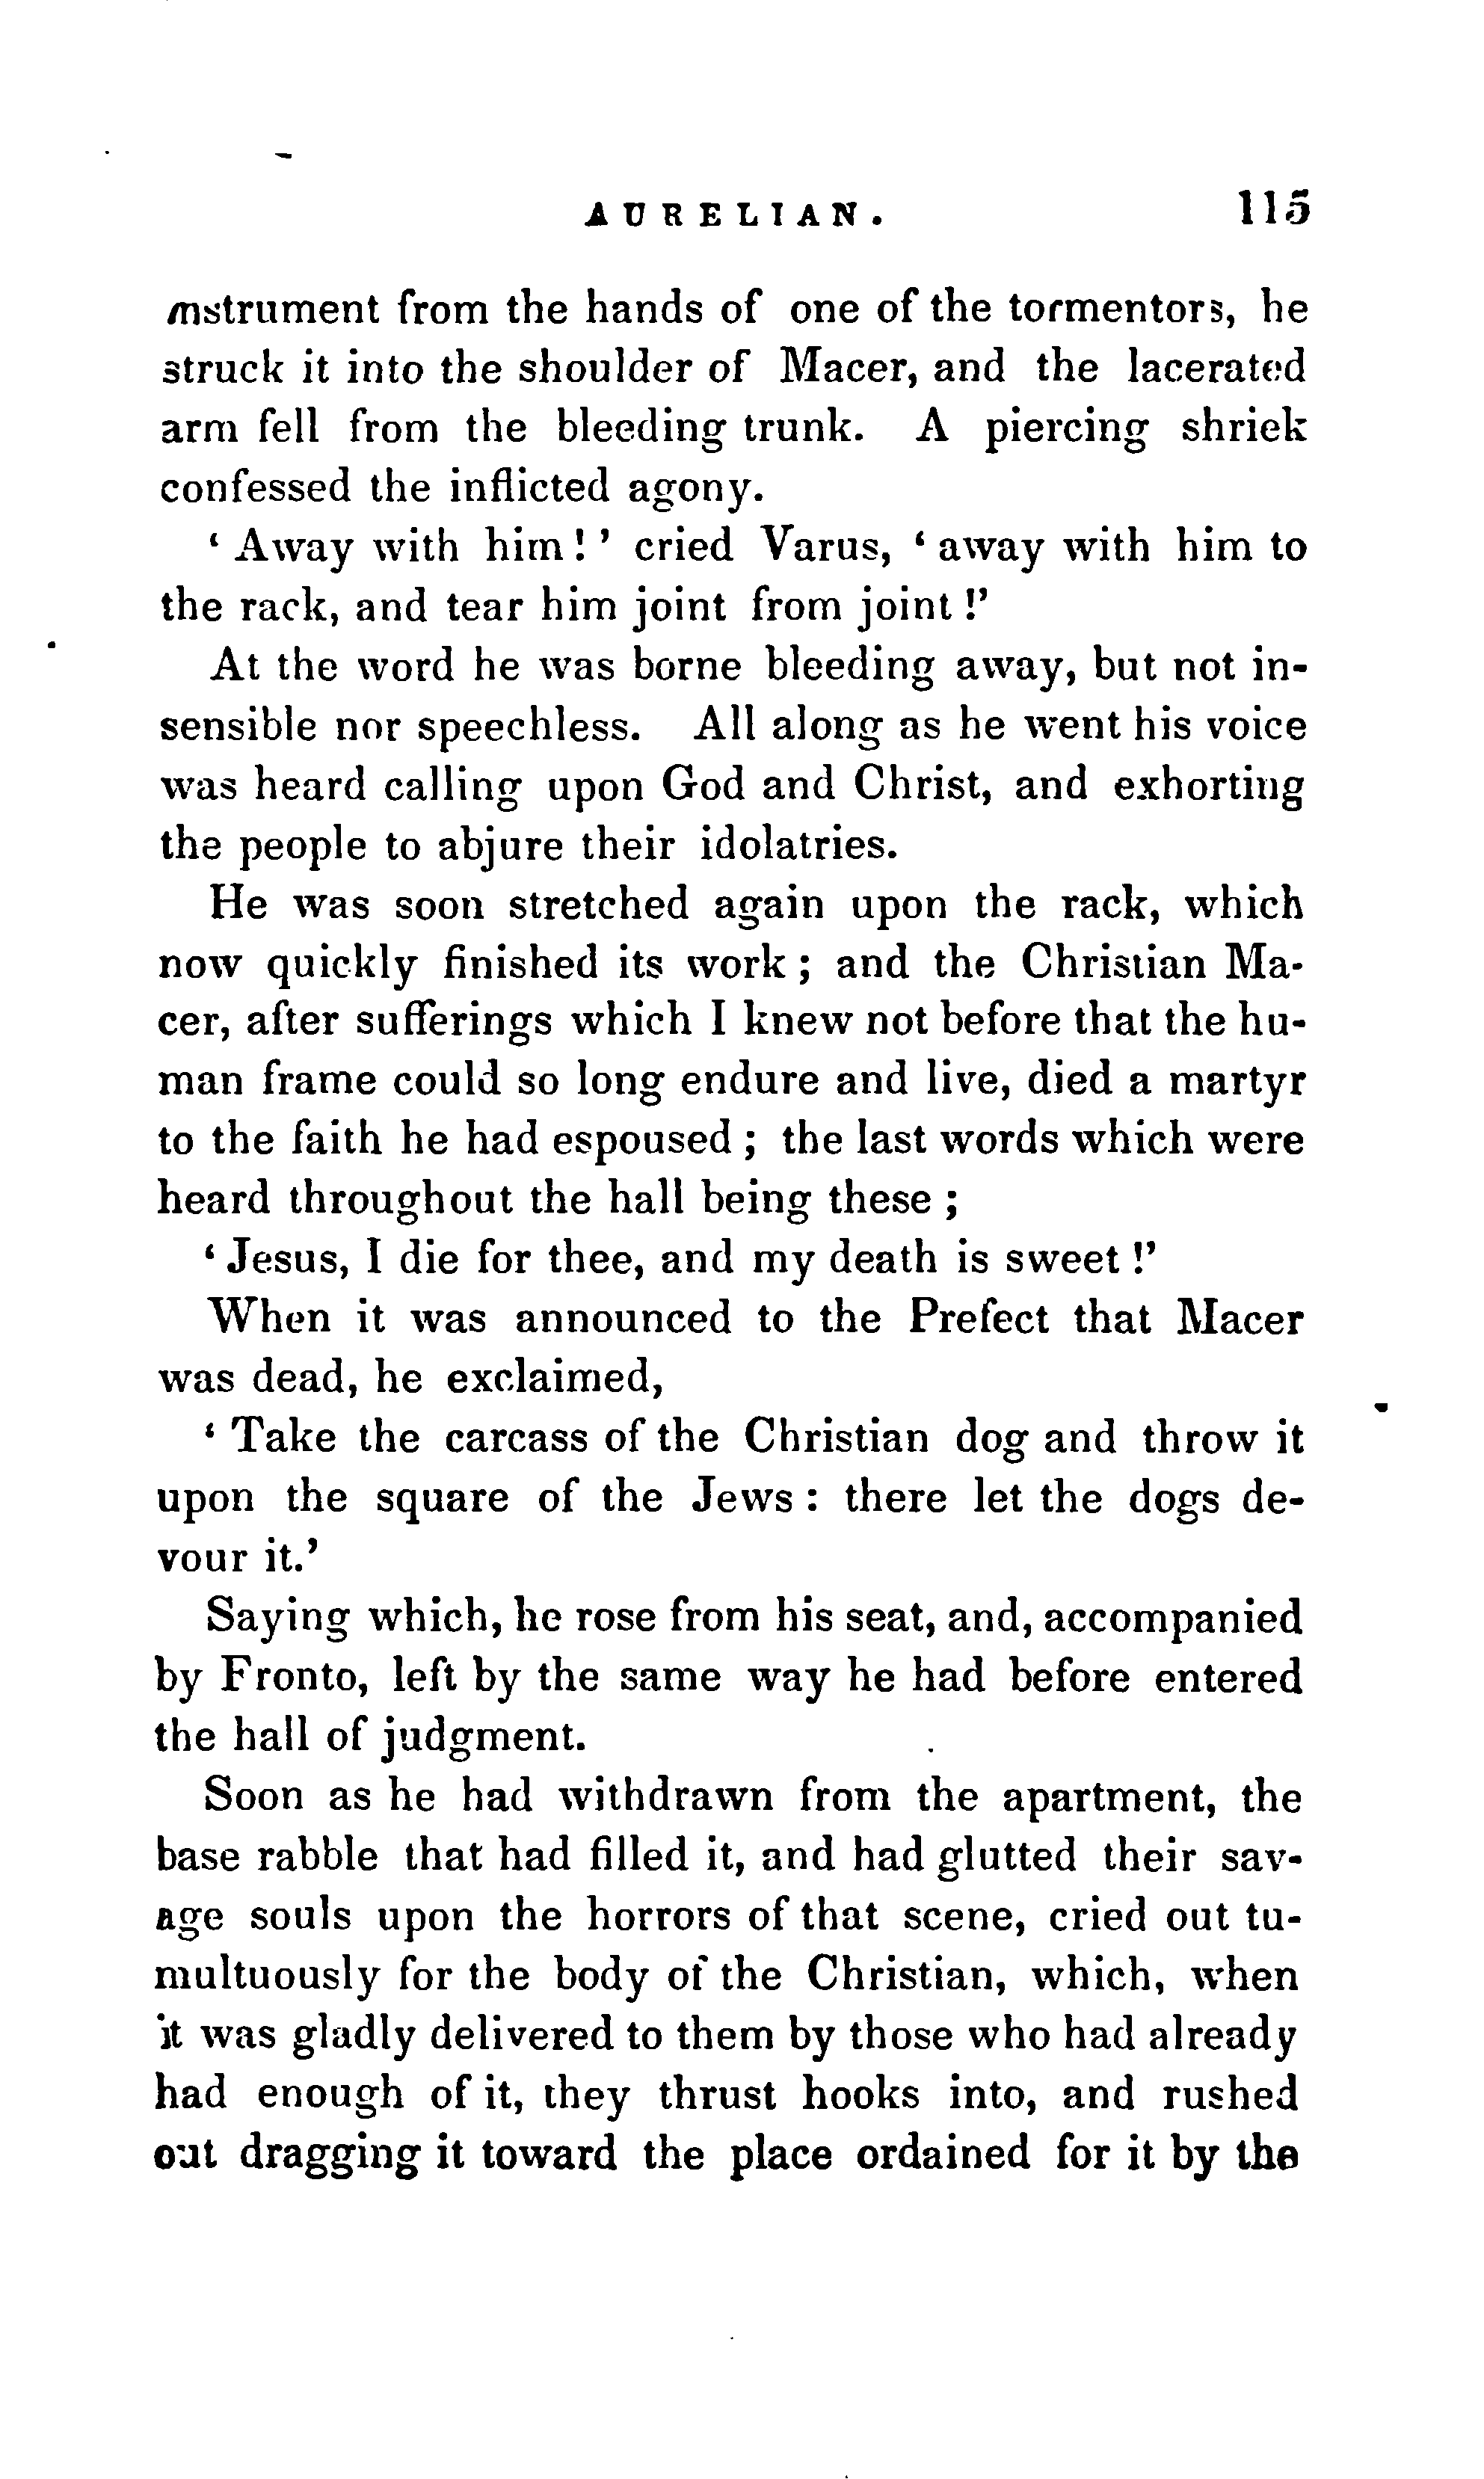 AURELIAN. 115
instrument from the hands of one of the tormentors, he
struck it into the shoulder of Macer, and the lacerated
arm fell from the bleeding trunk. A piercing shriek
confessed the inflicted agony.
‘ Away with him! ’ cried Varus, ‘ away with him to
the rack, and tear him joint from joint !’
At the word he was borne bleeding away, but not in-
sensible nor speechless. All along as he went his voice
was heard calling upon God and Christ, and exhorting
the people to abjure their idolatries.
He was soon stretched again upon the rack, which
now quickly finished its work ; and the Christian Ma-
cer, after sufferings which I knew not before that the hu-
man frame could so long endure and live, died a martyr
to the faith he had espoused ; the last words which were
heard throughout the hall being these ;
‘ Jesus, I die for thee, and my death is sweet !’
When it was announced to the Prefect that Macer
was dead, he exclaimed,
‘ Take the carcass of the Christian dog and throw it
upon the square of the Jews : there let the dogs de-
vour it.’
Saying which, he rose from his seat, and, accompanied
by Fronto, left by the same way he had before entered
the hall of judgment.
Soon as he had withdrawn from the apartment, the
base rabble that had filled it, and had glutted their sav-
age souls upon the horrors of that scene, cried out tu-
multuously for the body of the Christian, which, when
it was gladly delivered to them by those who had already
had enough of it, they thrust hooks into, and rushed
out dragging it toward the place ordained for it by the